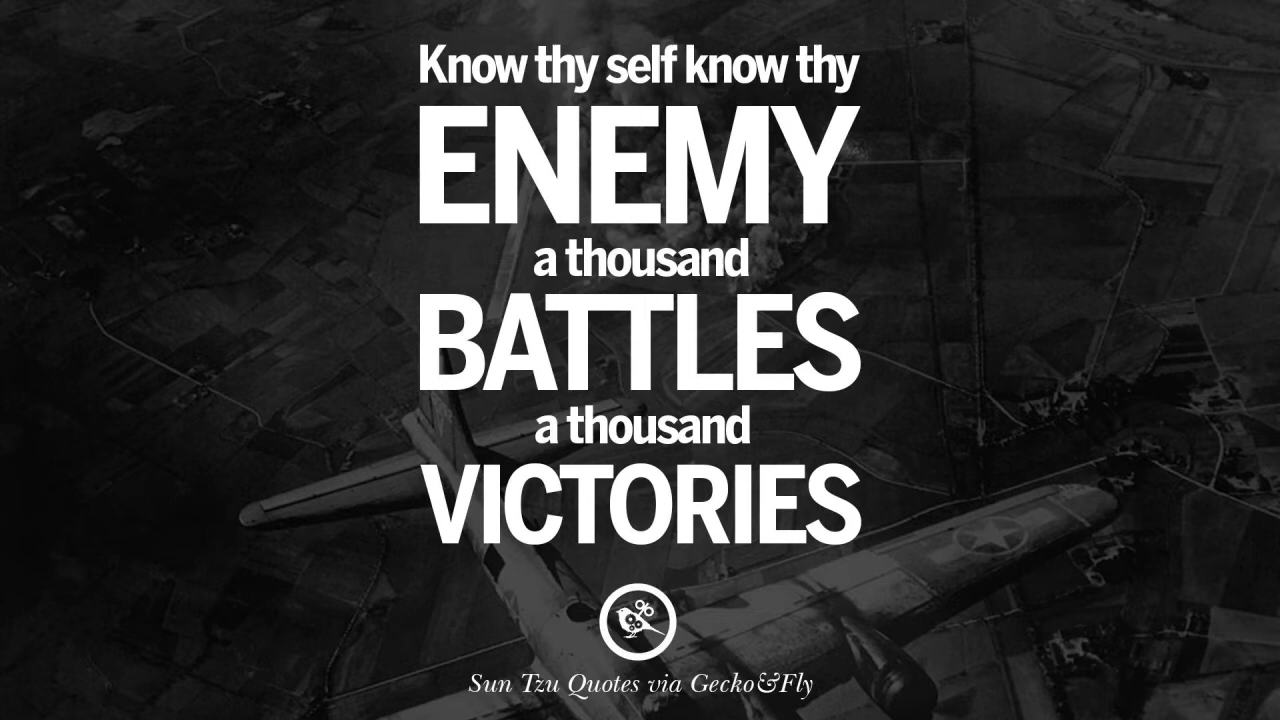 Know thy self know thy
ENEMY
a thousand
BATTLES
a thousand
VICTORIES
Sun Tzu Quotes via Gecko&Fly